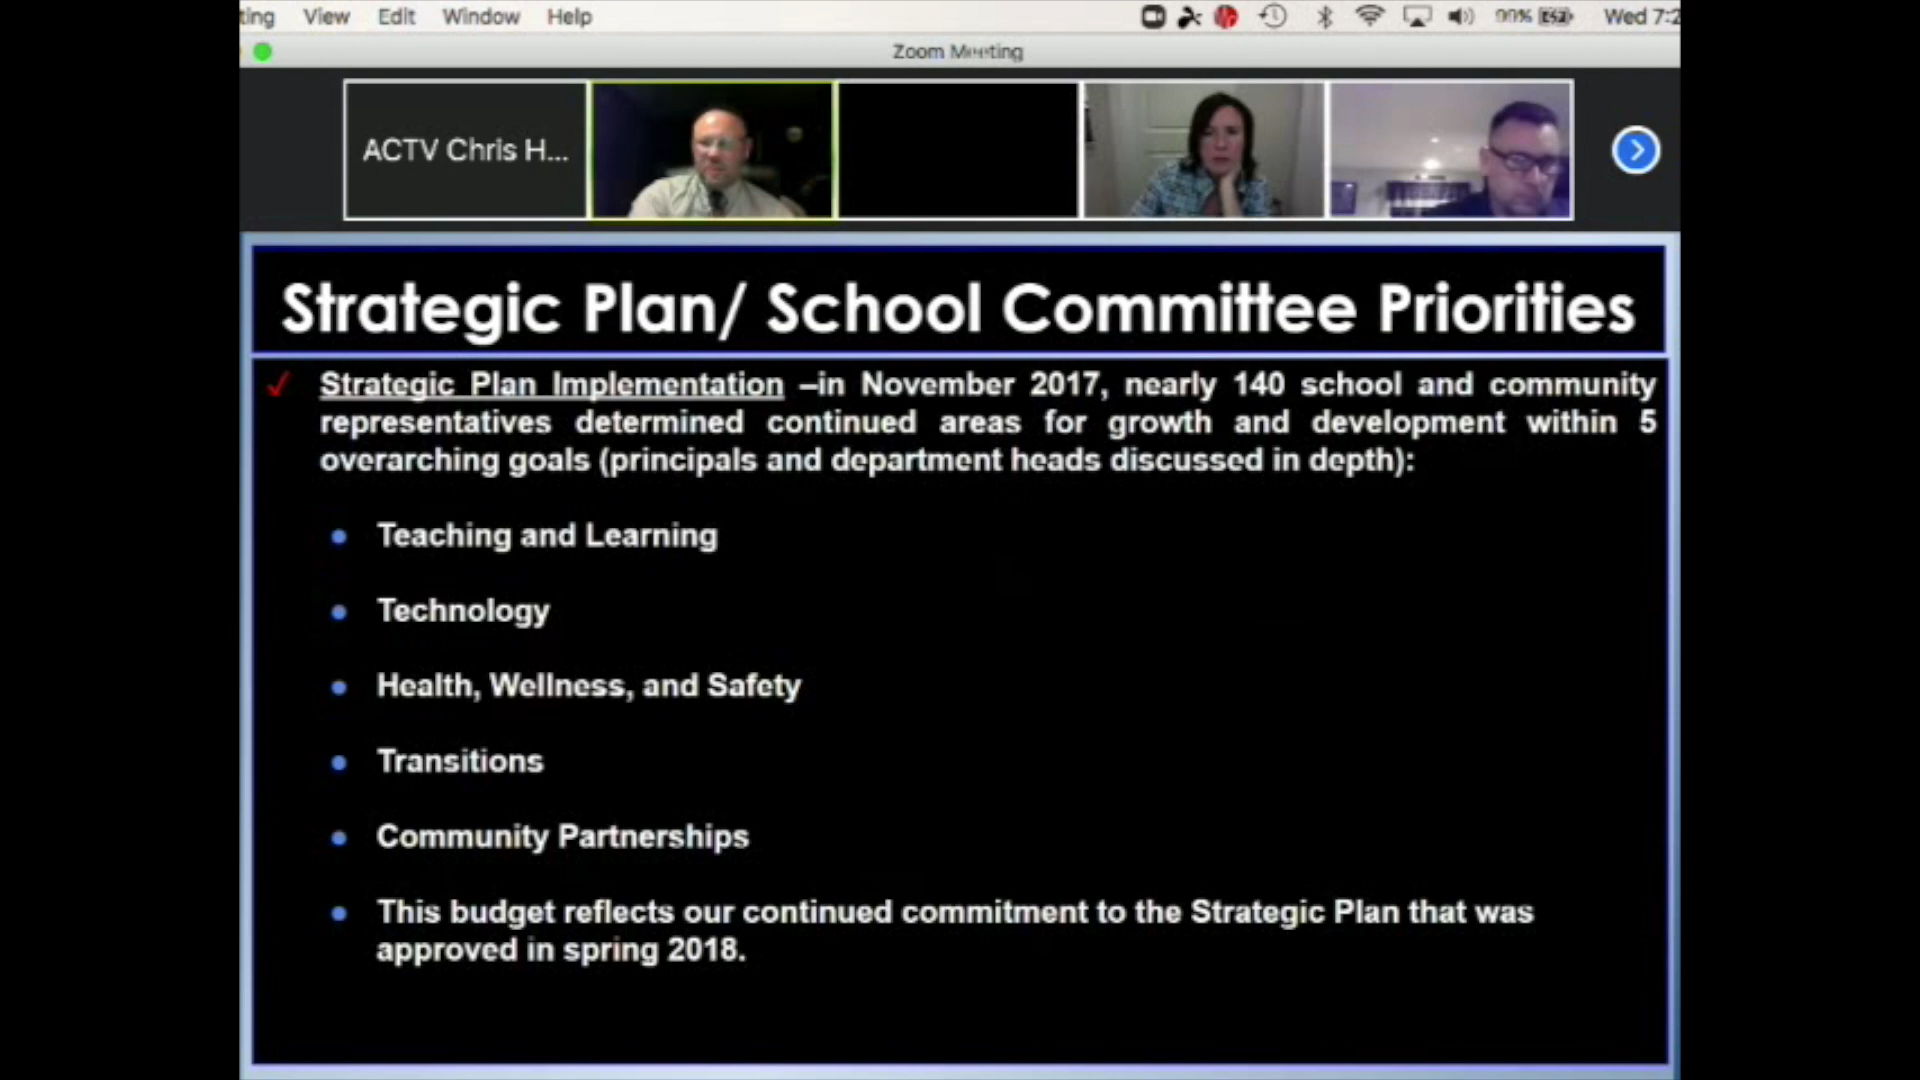 ting View Edit Window Help 99% Wed 7:2
Zoom Meeting
ACTV Chris H...
Strategic Plan/ School Committee Priorities
✓ Strategic Plan Implementation –in November 2017, nearly 140 school and community
representatives determined continued areas for growth and development within 5
overarching goals (principals and department heads discussed in depth):
• Teaching and Learning
• Technology
• Health, Wellness, and Safety
• Transitions
• Community Partnerships
• This budget reflects our continued commitment to the Strategic Plan that was
approved in spring 2018.